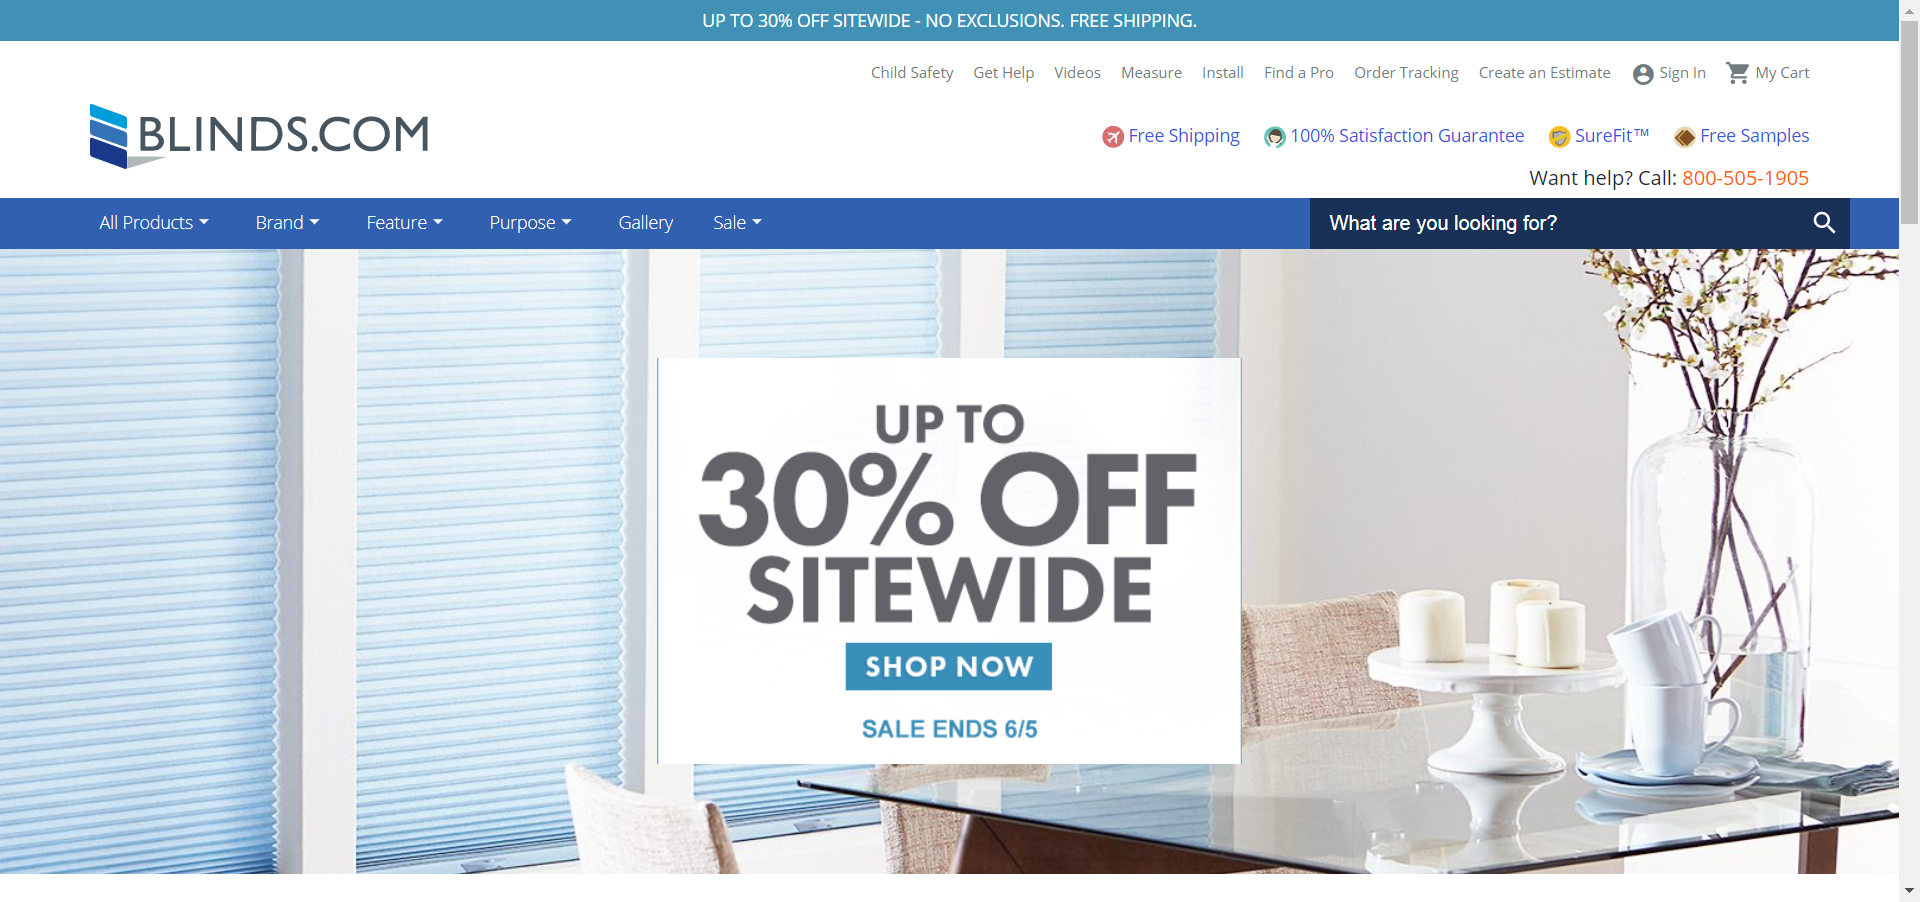 UP TO 30% OFF SITEWIDE - NO EXCLUSIONS. FREE SHIPPING.
Child Safety Get Help Videos Measure Install Find a Pro Order Tracking Create an Estimate Sign In My Cart
BLINDS.COM
Free Shipping 100% Satisfaction Guarantee SureFit™ Free Samples
Want help? Call: 800-505-1905
All Products Brand Feature Purpose Gallery Sale What are you looking for?
UP TO
30% OFF
SITEWIDE
SHOP NOW
SALE ENDS 6/5